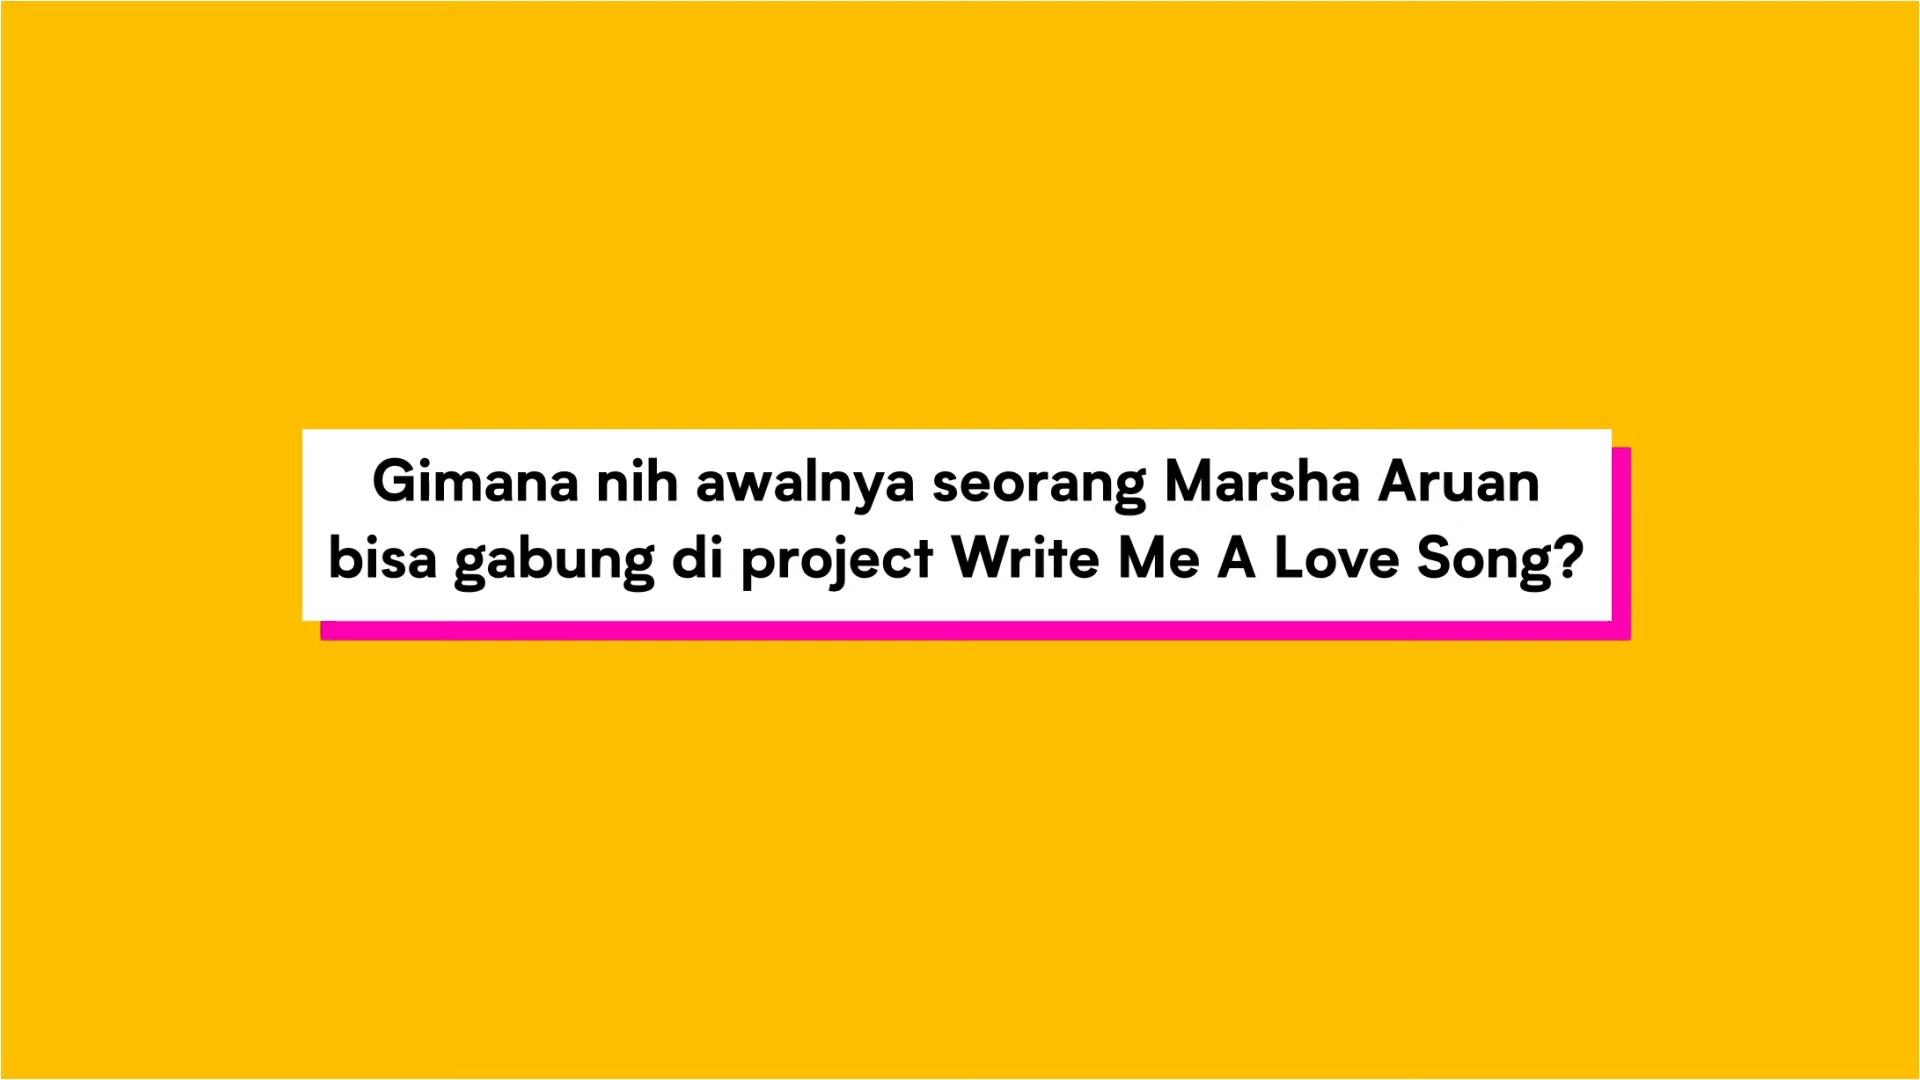 Gimana nih awalnya seorang Marsha Aruan
bisa gabung di project Write Me A Love Song?